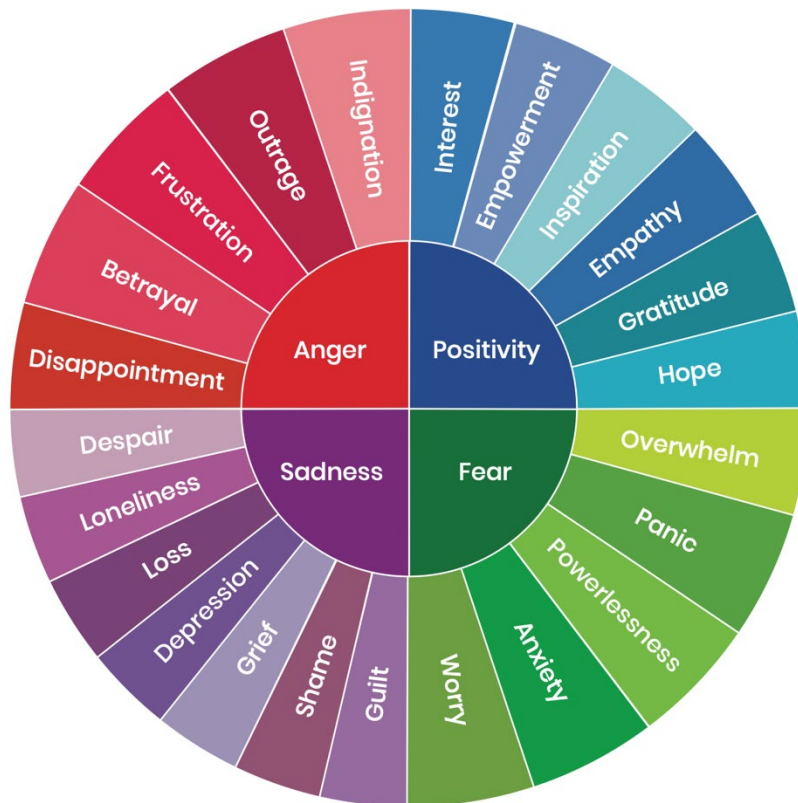 Anger
Positivity
Sadness
Fear
Interest
Empowerment
Inspiration
Empathy
Gratitude
Hope
Overwhelm
Panic
Powerlessness
Anxiety
Worry
Guilt
Shame
Grief
Depression
Loss
Loneliness
Despair
Disappointment
Betrayal
Frustration
Outrage
Indignation